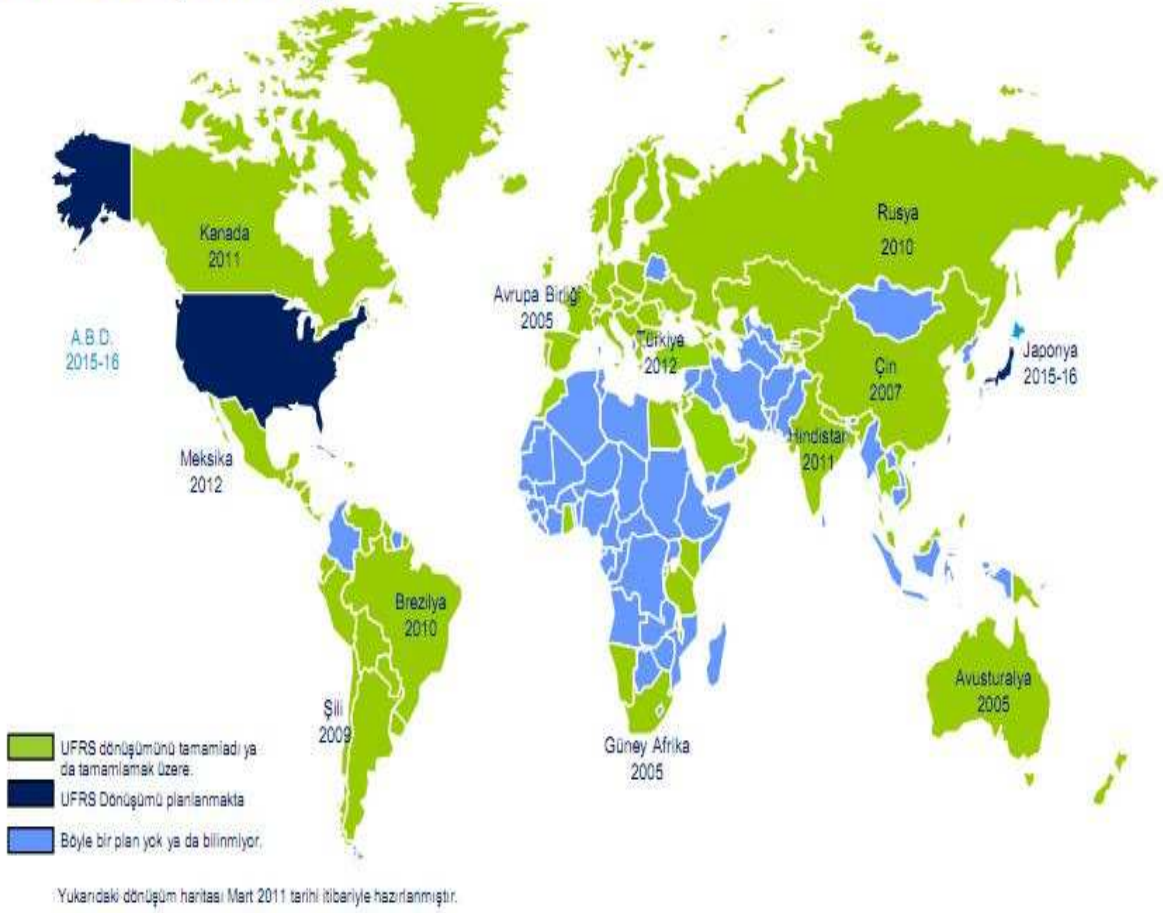 Kanada
2011
Rusya
2010
Avrupa Birliği
2005
A.B.D.
2015-16
Türkiye
2012
Japonya
2015-16
Çin
2007
Hindistan
2011
Meksika
2012
Brezilya
2010
Avusturalya
2005
Şili
2009
Güney Afrika
2005
UFRS dönüşümünü tamamladı ya
da tamamlamak üzere.
UFRS Dönüşümü planlanmakta
Böyle bir plan yok ya da bilinmiyor.
Yukarıdaki dönüşüm haritası Mart 2011 tarihi itibariyle hazırlanmıştır.